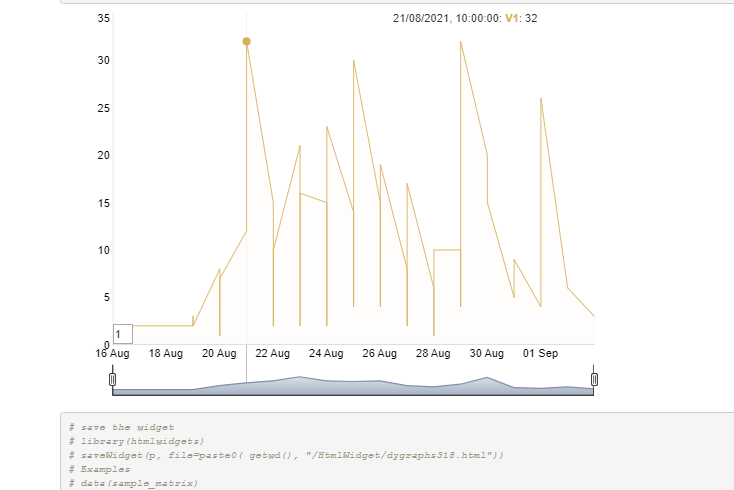 35
21/08/2021, 10:00:00: V1: 32
30
25
20
15
10
5
0
1
16 Aug 18 Aug 20 Aug 22 Aug 24 Aug 26 Aug 28 Aug 30 Aug 01 Sep
# save the widget
# library(htmlwidgets)
# saveWidget(p, file=paste0( getwd(), "/HtmlWidget/dygraphs318.html"))
# Examples
# data(sample_matrix)